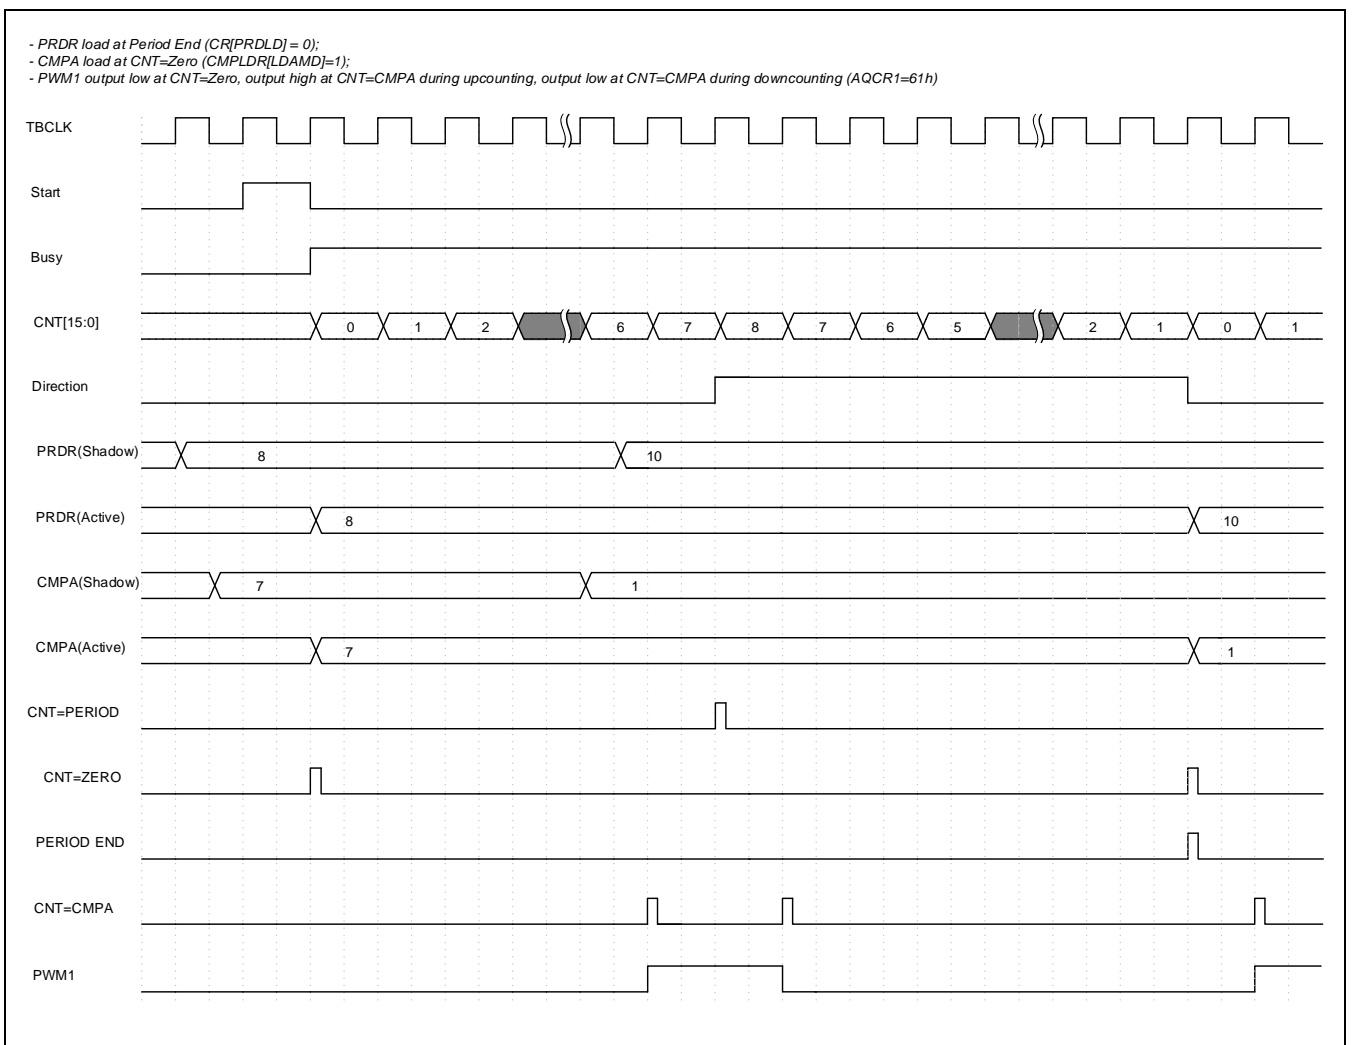 - PRDR load at Period End (CR[PRDLD] = 0);
- CMPA load at CNT=Zero (CMPLDR[LDAMD]=1);
- PWM1 output low at CNT=Zero, output high at CNT=CMPA during upcounting, output low at CNT=CMPA during downcounting (AQCR1=61h)
TBCLK
Start
Busy
CNT[15:0] 0 1 2 6 7 8 7 6 5 2 1 0 1
Direction
PRDR(Shadow) 8 10
PRDR(Active) 8 10
CMPA(Shadow) 7 1
CMPA(Active) 7 1
CNT=PERIOD
CNT=ZERO
PERIOD END
CNT=CMPA
PWM1